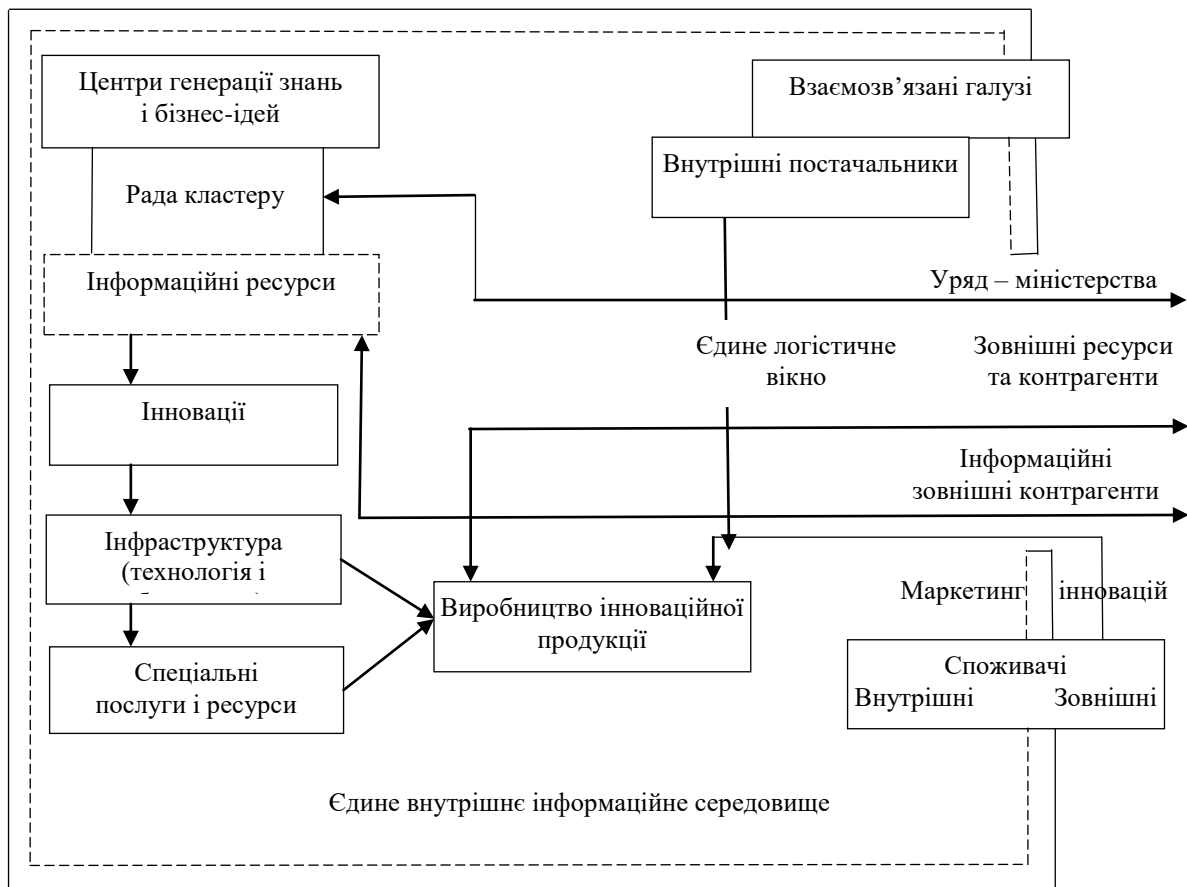 Центри генерації знань
і бізнес-ідей
Взаємозв’язані галузі
Внутрішні постачальники
Рада кластеру
Інформаційні ресурси
Уряд – міністерства
Єдине логістичне
вікно
Зовнішні ресурси
та контрагенти
Інновації
Інформаційні
зовнішні контрагенти
Інфраструктура
(технологія і
Маркетинг інновацій
Виробництво інноваційної
продукції
Спеціальні
послуги і ресурси
Споживачі
Внутрішні Зовнішні
Єдине внутрішнє інформаційне середовище